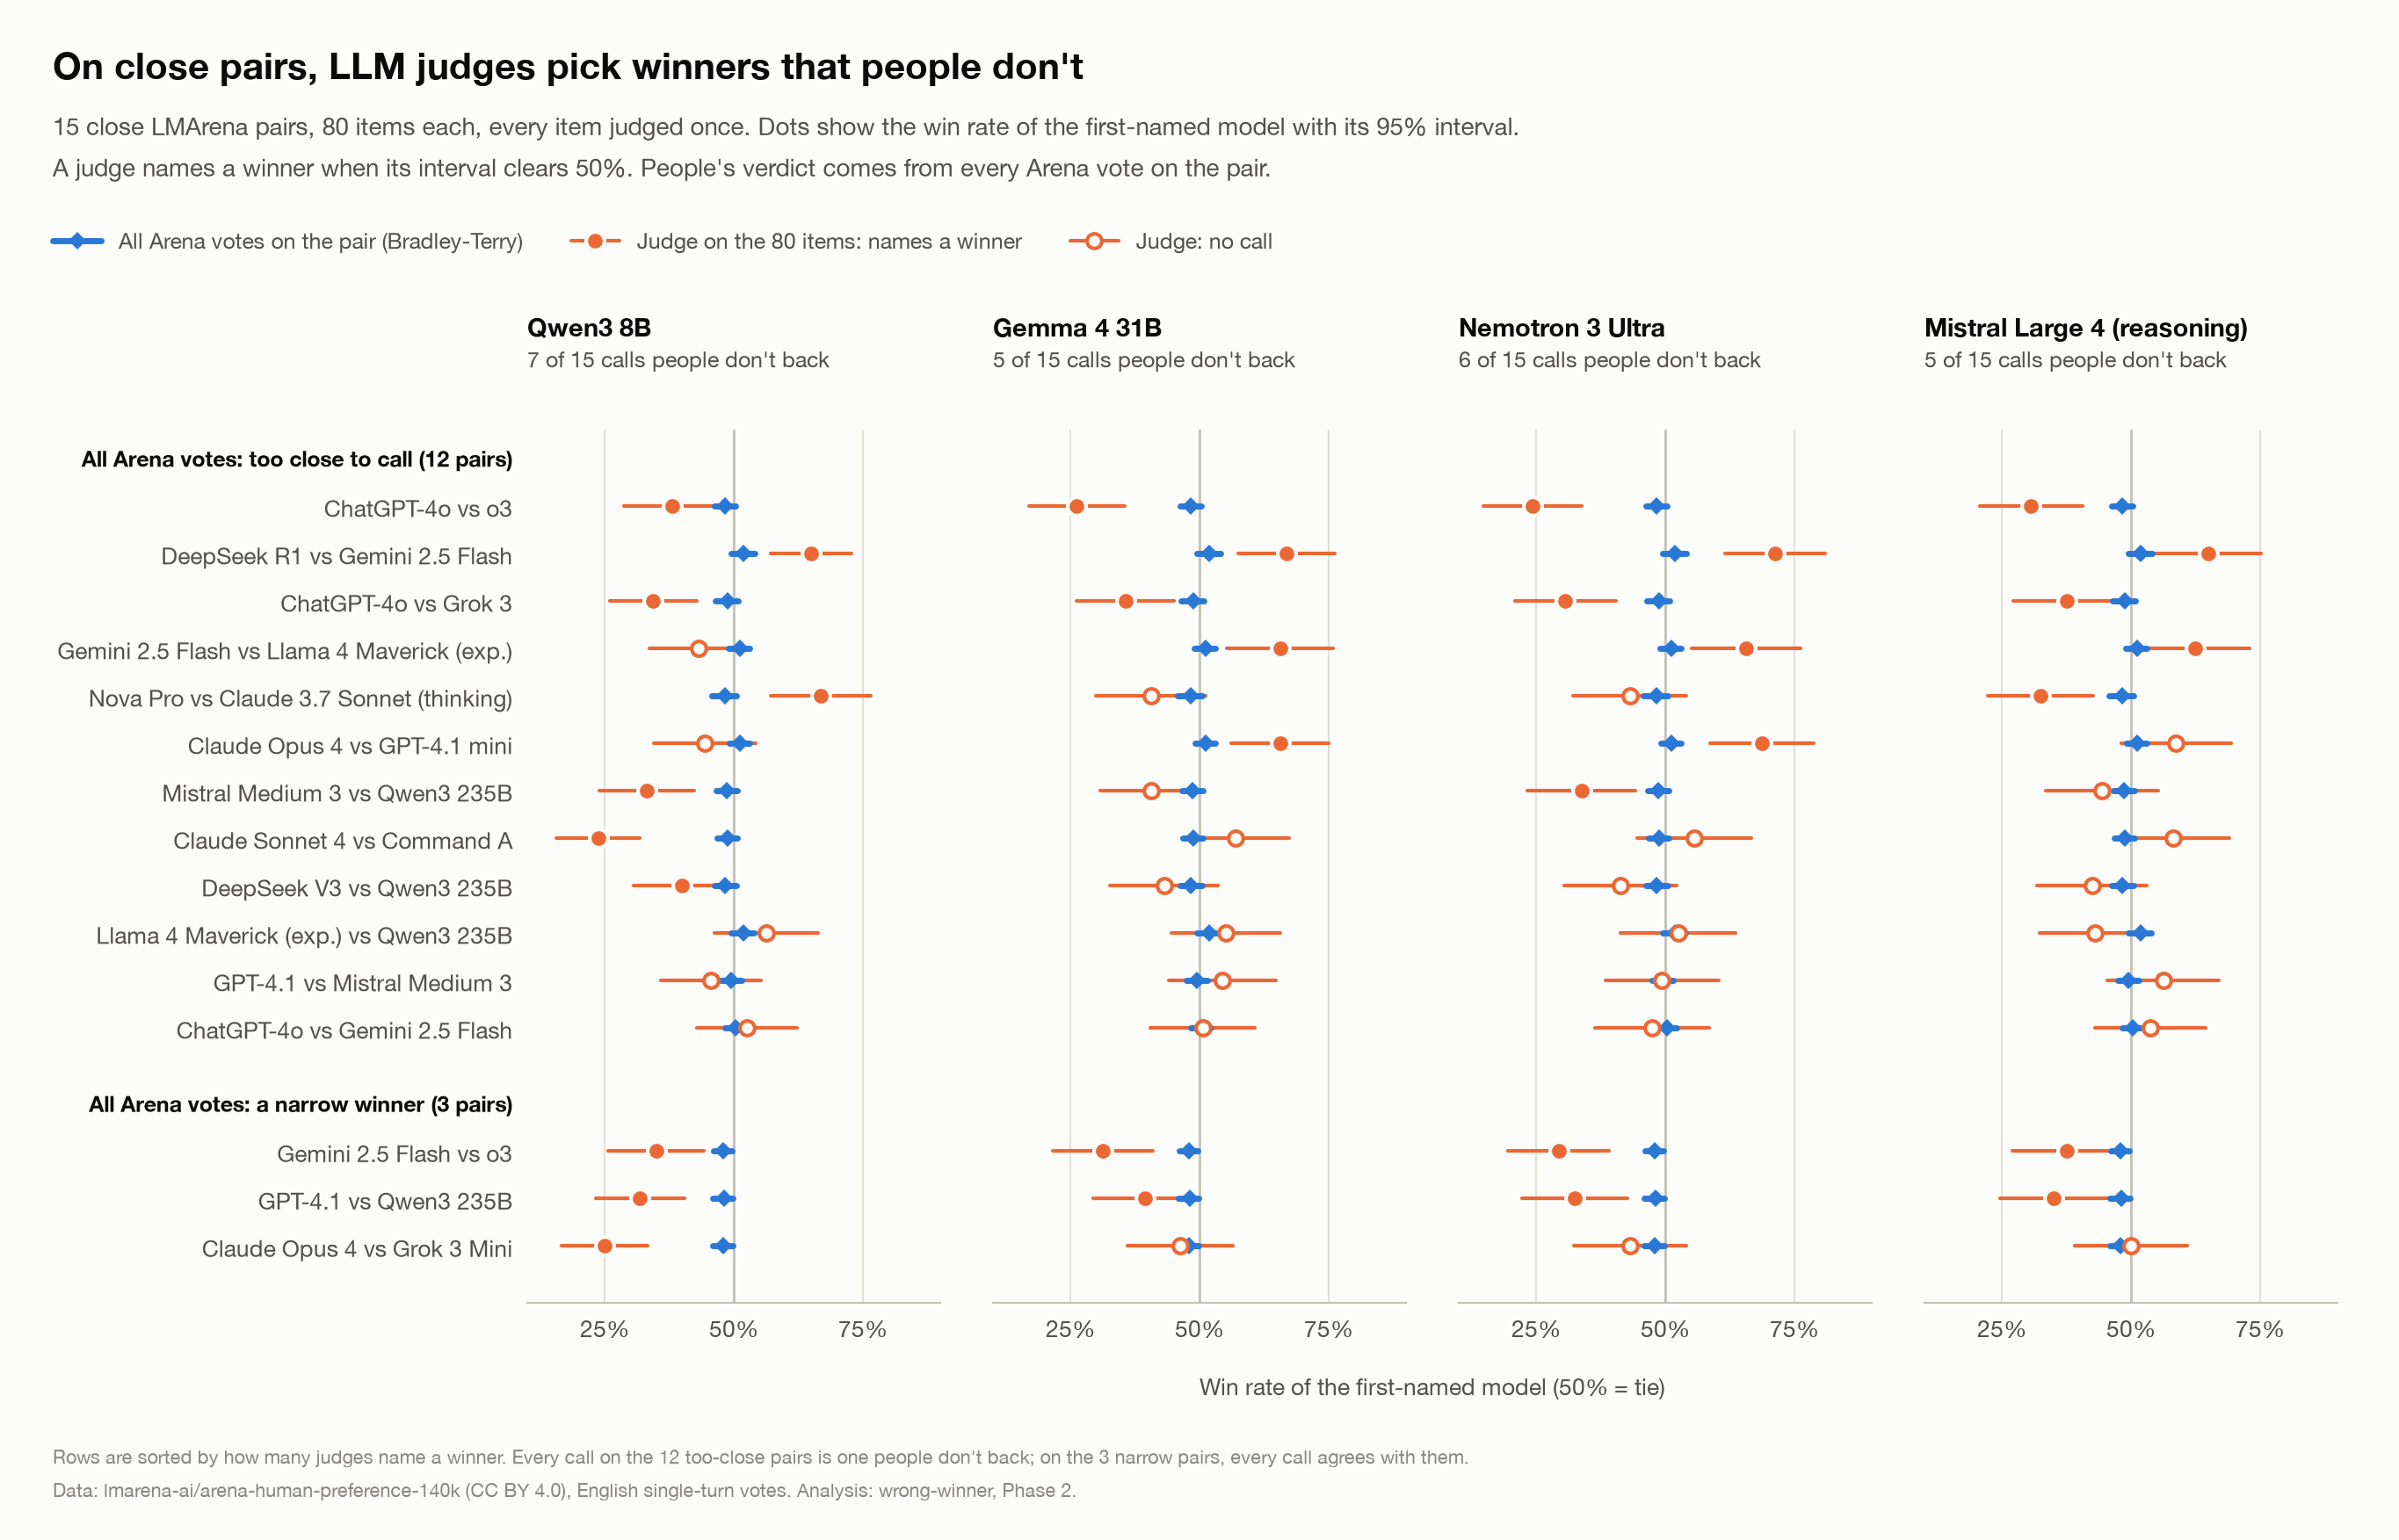 On close pairs, LLM judges pick winners that people don't
15 close LMArena pairs, 80 items each, every item judged once. Dots show the win rate of the first-named model with its 95% interval.
A judge names a winner when its interval clears 50%. People's verdict comes from every Arena vote on the pair.
All Arena votes on the pair (Bradley-Terry)
Judge on the 80 items: names a winner
Judge: no call
Qwen3 8B
7 of 15 calls people don't back
Gemma 4 31B
5 of 15 calls people don't back
Nemotron 3 Ultra
6 of 15 calls people don't back
Mistral Large 4 (reasoning)
5 of 15 calls people don't back
All Arena votes: too close to call (12 pairs)
ChatGPT-4o vs o3
DeepSeek R1 vs Gemini 2.5 Flash
ChatGPT-4o vs Grok 3
Gemini 2.5 Flash vs Llama 4 Maverick (exp.)
Nova Pro vs Claude 3.7 Sonnet (thinking)
Claude Opus 4 vs GPT-4.1 mini
Mistral Medium 3 vs Qwen3 235B
Claude Sonnet 4 vs Command A
DeepSeek V3 vs Qwen3 235B
Llama 4 Maverick (exp.) vs Qwen3 235B
GPT-4.1 vs Mistral Medium 3
ChatGPT-4o vs Gemini 2.5 Flash
All Arena votes: a narrow winner (3 pairs)
Gemini 2.5 Flash vs o3
GPT-4.1 vs Qwen3 235B
Claude Opus 4 vs Grok 3 Mini
25% 50% 75% 25% 50% 75% 25% 50% 75% 25% 50% 75%
Win rate of the first-named model (50% = tie)
Rows are sorted by how many judges name a winner. Every call on the 12 too-close pairs is one people don't back; on the 3 narrow pairs, every call agrees with them.
Data: lmarena-ai/arena-human-preference-140k (CC BY 4.0), English single-turn votes. Analysis: wrong-winner, Phase 2.